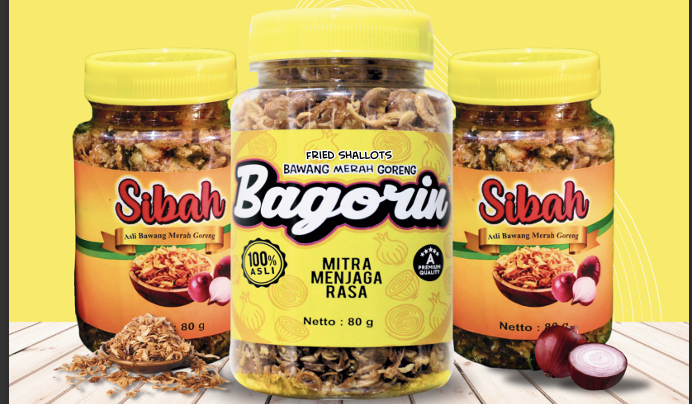 Sibah
Asli Bawang Merah Goreng
: 80 g
FRIED SHALLOTS
BAWANG MERAH GORENG
Bagorin
100%
ASLI
MITRA
MENJAGA
RASA
A
PREMIUM
QUALITY
Netto : 80 g
Sibah
Asli Bawang Merah Goreng
Netto : 80 g